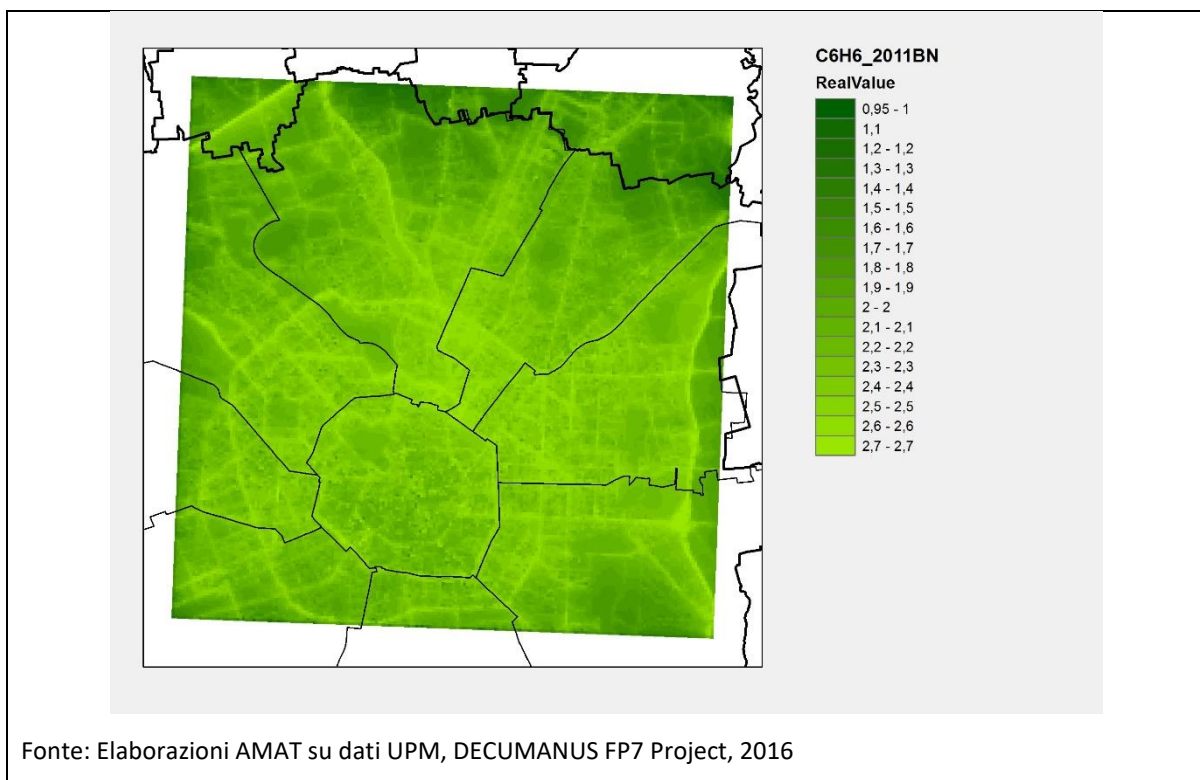 C6H6_2011BN
RealValue
0,95 - 1
1,1
1,2 - 1,2
1,3 - 1,3
1,4 - 1,4
1,5 - 1,5
1,6 - 1,6
1,7 - 1,7
1,8 - 1,8
1,9 - 1,9
2 - 2
2,1 - 2,1
2,2 - 2,2
2,3 - 2,3
2,4 - 2,4
2,5 - 2,5
2,6 - 2,6
2,7 - 2,7
Fonte: Elaborazioni AMAT su dati UPM, DECUMANUS FP7 Project, 2016